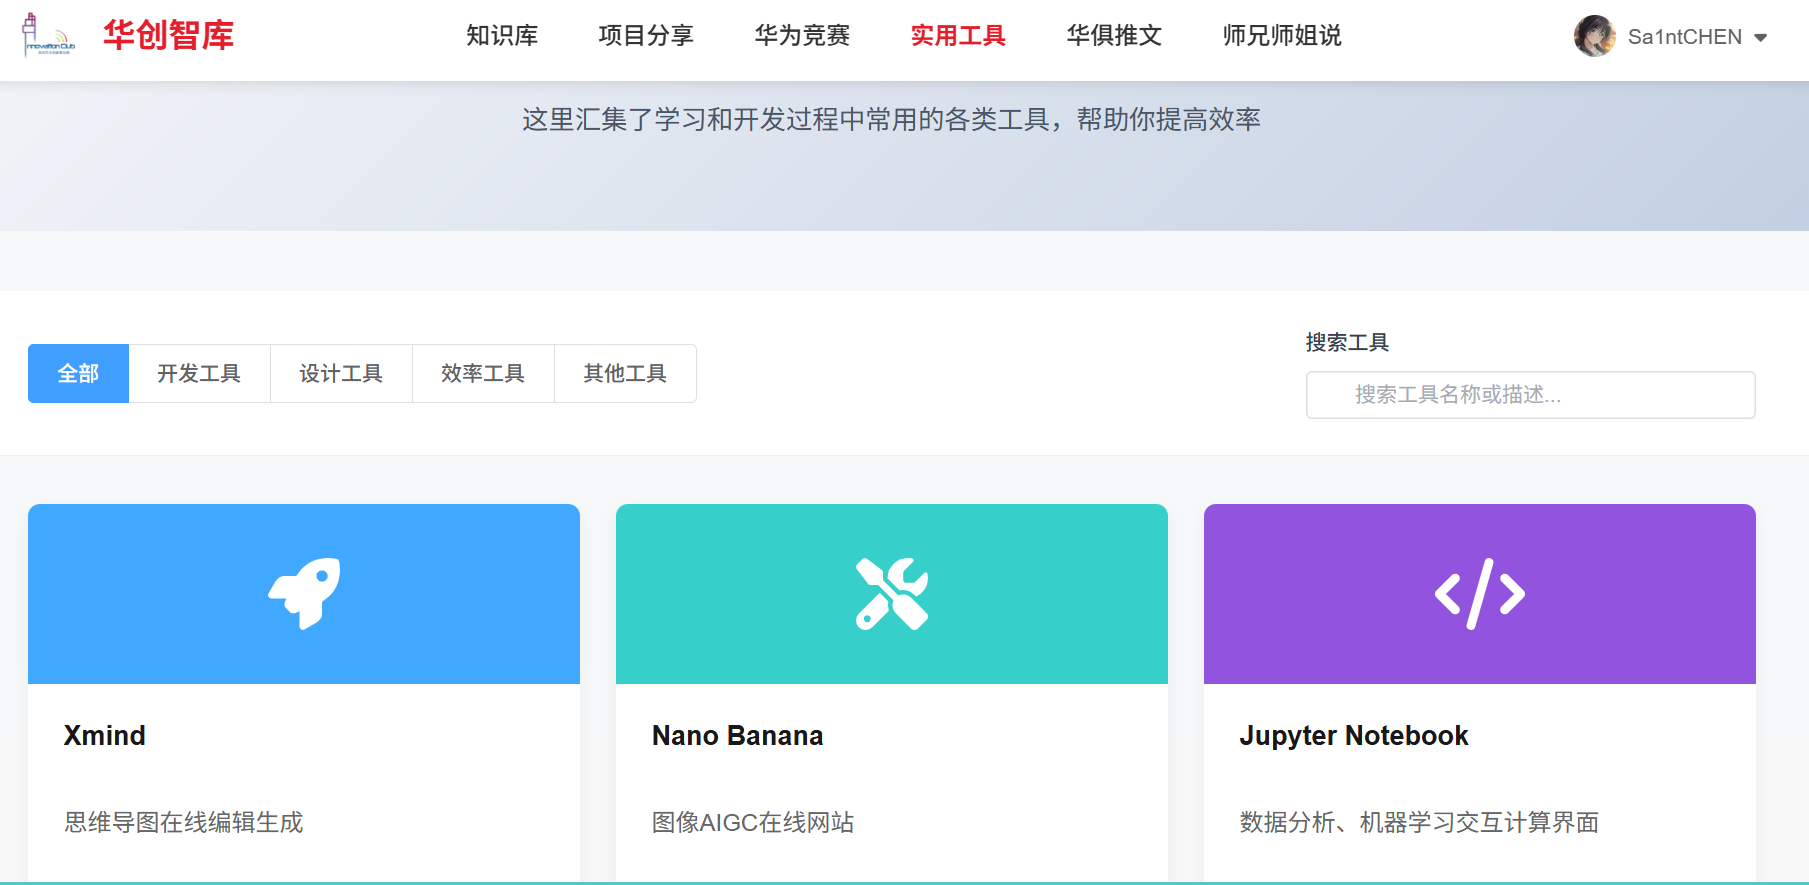 nnovation Club
华创智库
知识库
项目分享
华为竞赛
实用工具
华俱推文
师兄师姐说
Sa1ntCHEN
这里汇集了学习和开发过程中常用的各类工具，帮助你提高效率
全部
开发工具
设计工具
效率工具
其他工具
搜索工具
搜索工具名称或描述...
Xmind
思维导图在线编辑生成
Nano Banana
图像AIGC在线网站
Jupyter Notebook
数据分析、机器学习交互计算界面